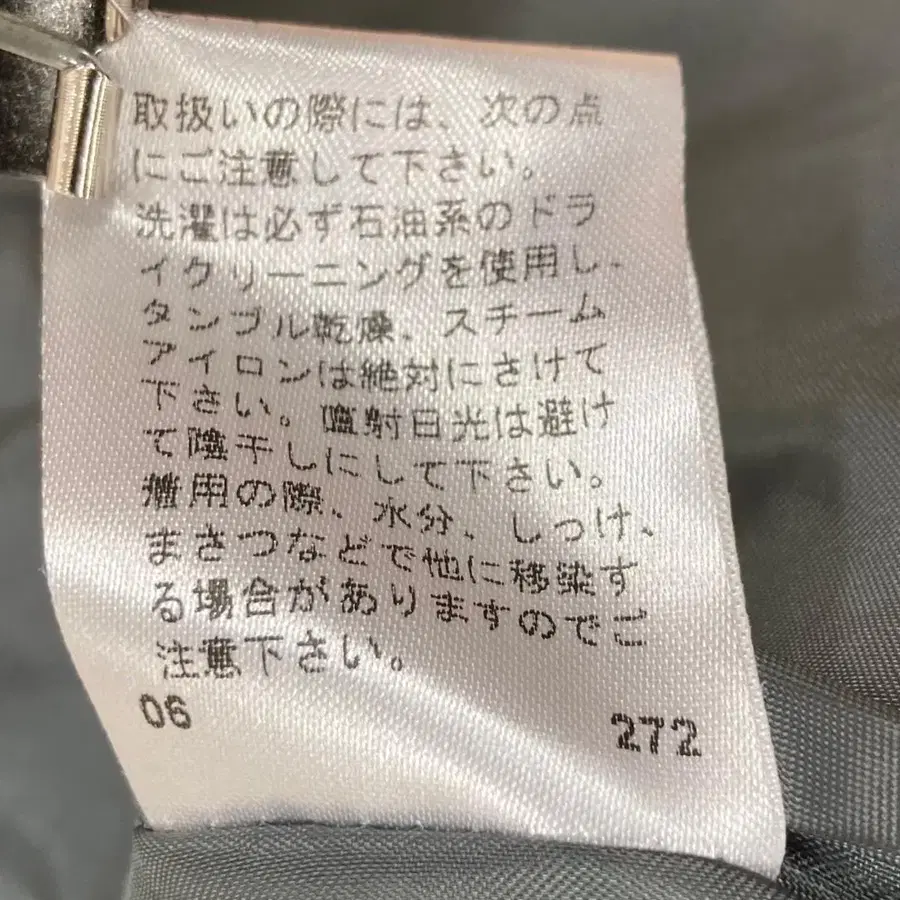 取扱いの際には、次の点
にご注意して下さい。
洗濯は必ず石油系のドラ
イクリーニングを使用し、
タンブル乾燥、スチーム
アイロンは絶対にさけて
下さい。直射日光は避け
て陰干しにして下さい。
着用の際、水分、しっけ、
まさつなどで他に移染す
る場合がありますのでご
注意下さい。
06
272